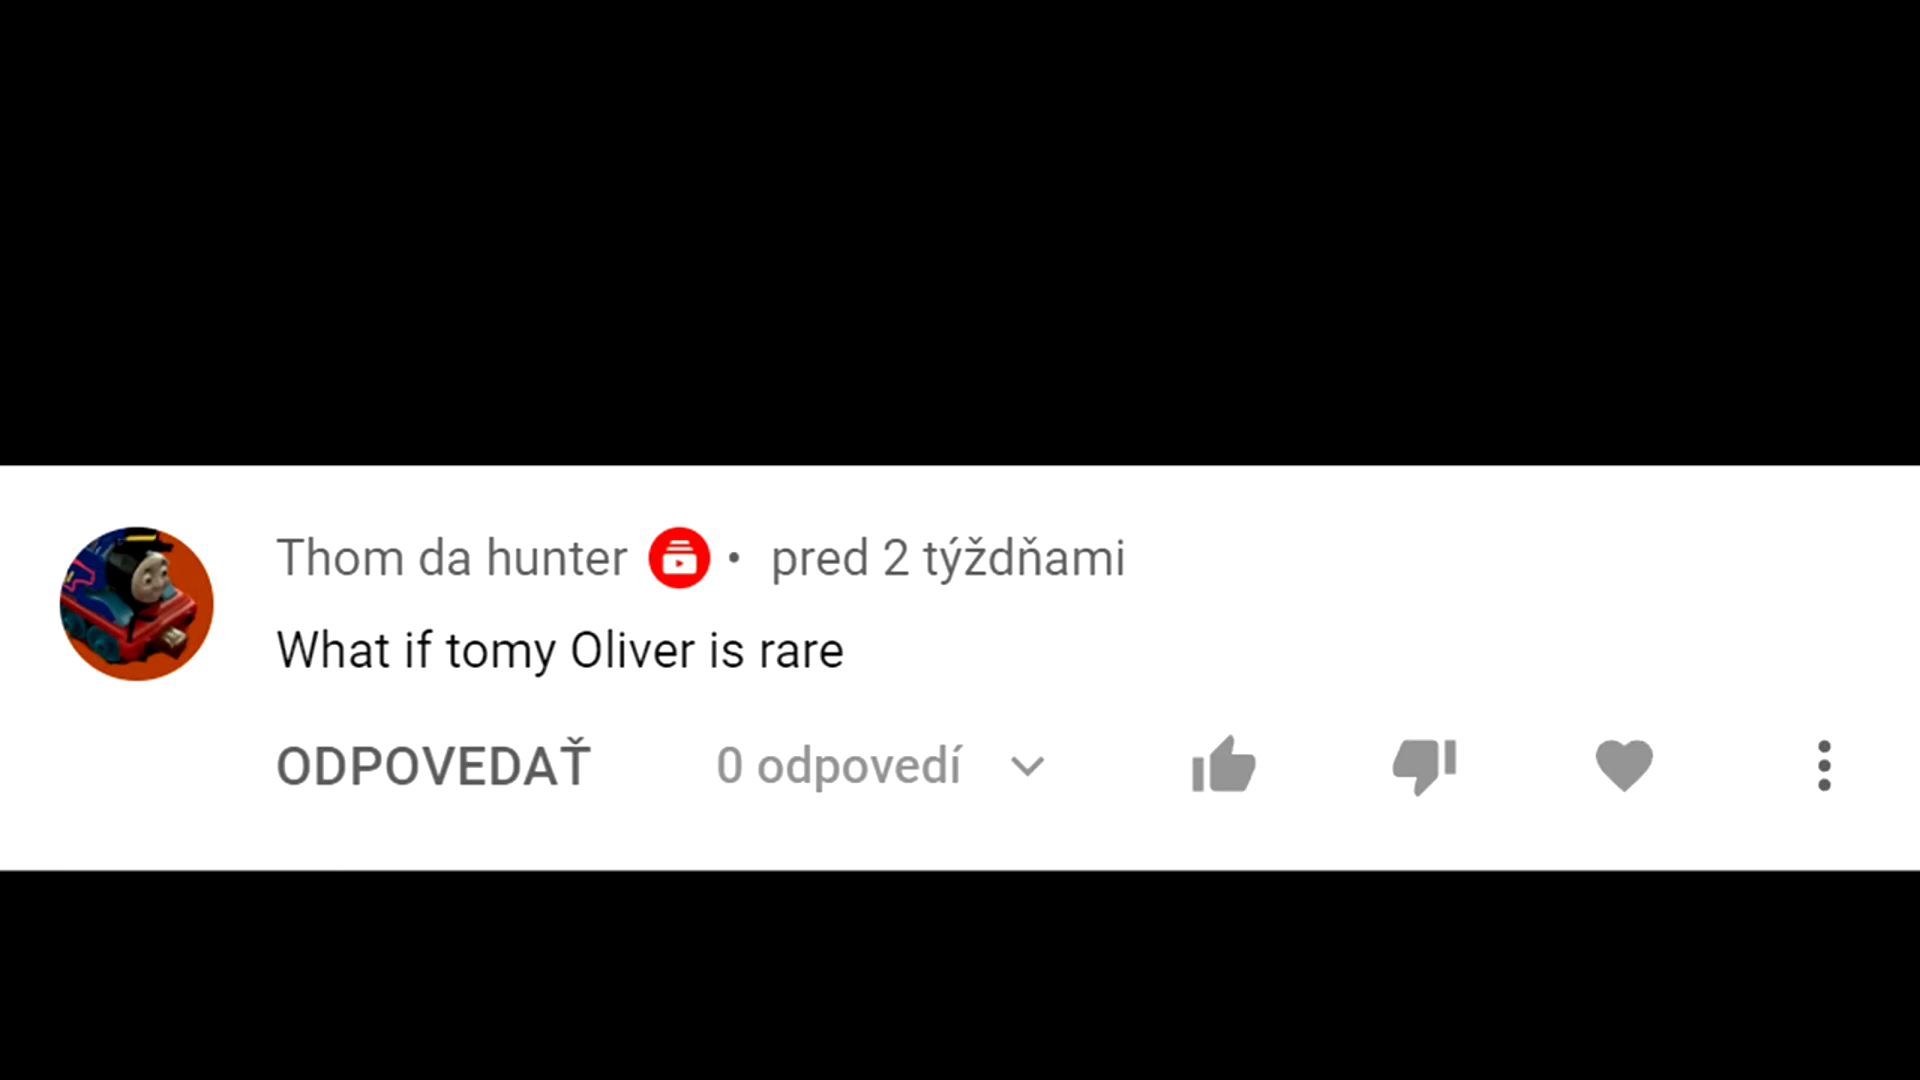 Thom da hunter • pred 2 týždňami
What if tomy Oliver is rare
ODPOVEDAŤ 0 odpovedí